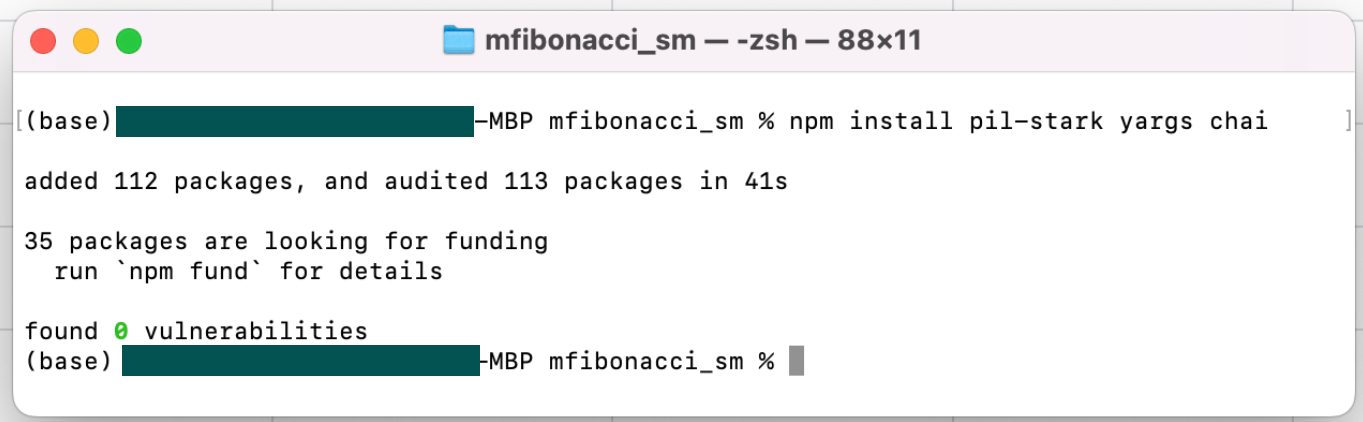 mfibonacci_sm — -zsh — 88×11
[(base) -MBP mfibonacci_sm % npm install pil-stark yargs chai ]
added 112 packages, and audited 113 packages in 41s
35 packages are looking for funding
run `npm fund` for details
found 0 vulnerabilities
(base) -MBP mfibonacci_sm %